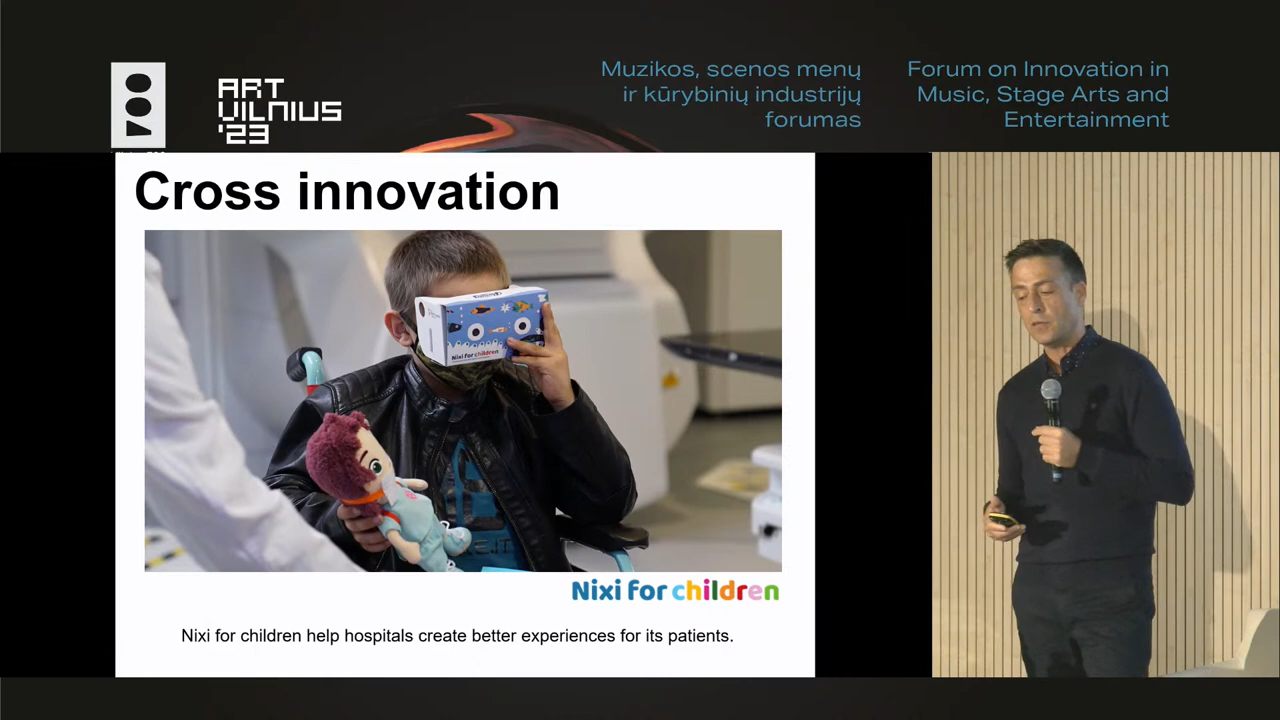 ART
VILNIUS
'23
Muzikos, scenos menų
ir kūrybinių industrijų
forumas
Forum on Innovation in
Music, Stage Arts and
Entertainment
Cross innovation
Nixi for children
Nixi for children
Nixi for children help hospitals create better experiences for its patients.